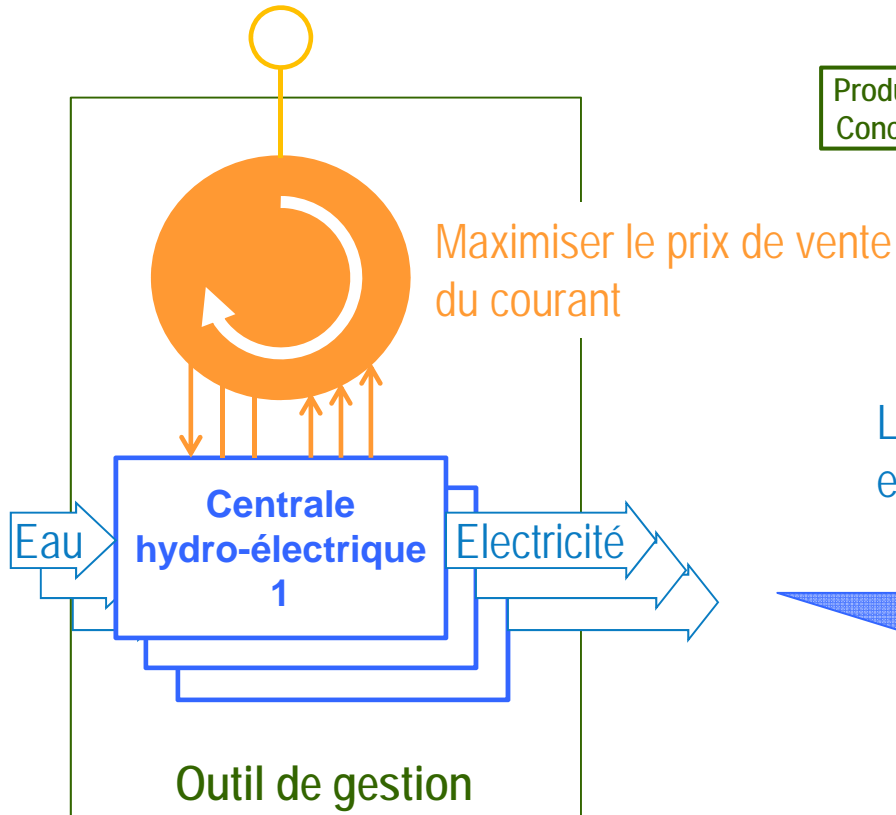 Maximiser le prix de vente
du courant
Eau
Centrale
hydro-électrique
1
Electricité
Outil de gestion